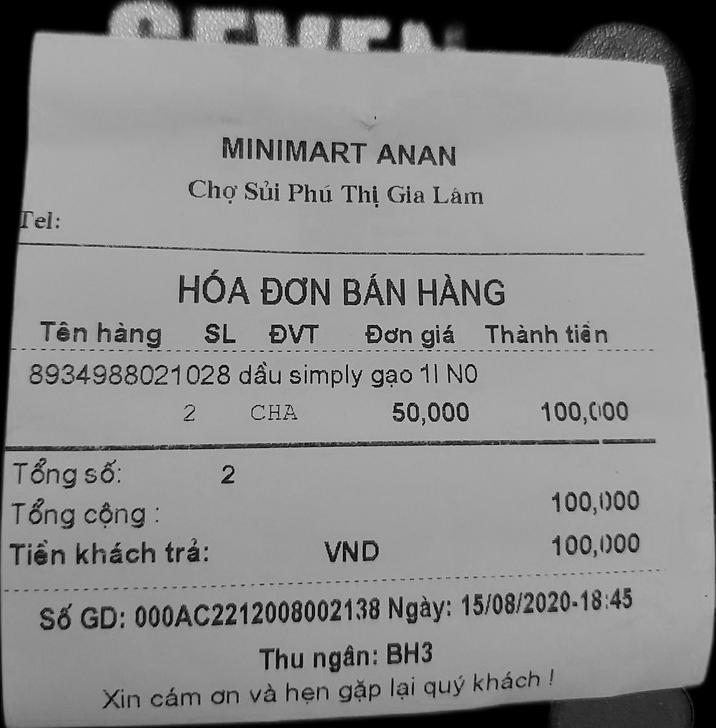 SEVEN
MINIMART ANAN
Chợ Sủi Phú Thị Gia Lâm
Tel:
HÓA ĐƠN BÁN HÀNG
Tên hàng SL ĐVT Đơn giá Thành tiền
8934988021028 dầu simply gạo 1l N0
2 CHA 50,000 100,000
Tổng số: 2
Tổng cộng : 100,000
Tiền khách trả: VND 100,000
Số GD: 000AC2212008002138 Ngày: 15/08/2020-18:45
Thu ngân: BH3
Xin cám ơn và hẹn gặp lại quý khách !